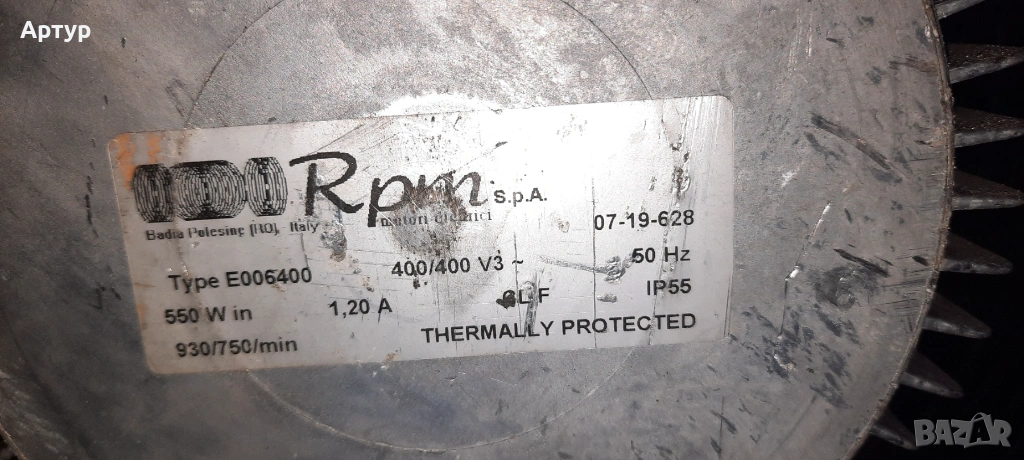 Артур
Rpm S.p.A.
motori elettrici
Badia Polesine (RO), Italy
07-19-628
Type E006400
400/400 V3 ~
50 Hz
550 W in
1,20 A
CL F
IP55
930/750/min
THERMALLY PROTECTED
BAZAR